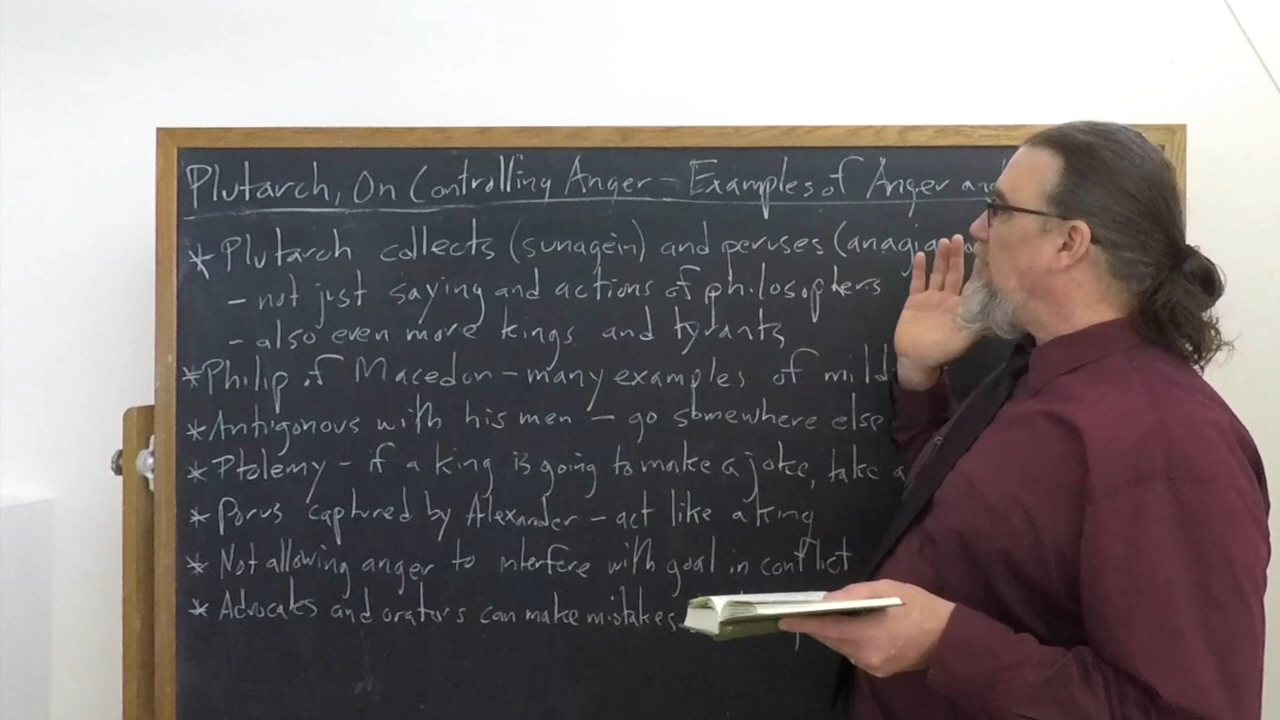 Plutarch, On Controlling Anger - Examples of Anger and
* Plutarch collects (sunagein) and peruses (anagi
- not just saying and actions of philosophers
- also even more kings and tyrants
* Philip of Macedon - many examples of mild
* Antigonous with his men - go somewhere else
* Ptolemy - if a king is going to make a joke, take a
* Porus captured by Alexander - act like a king
* Not allowing anger to interfere with goal in conflict
* Advocates and orators can make mistakes